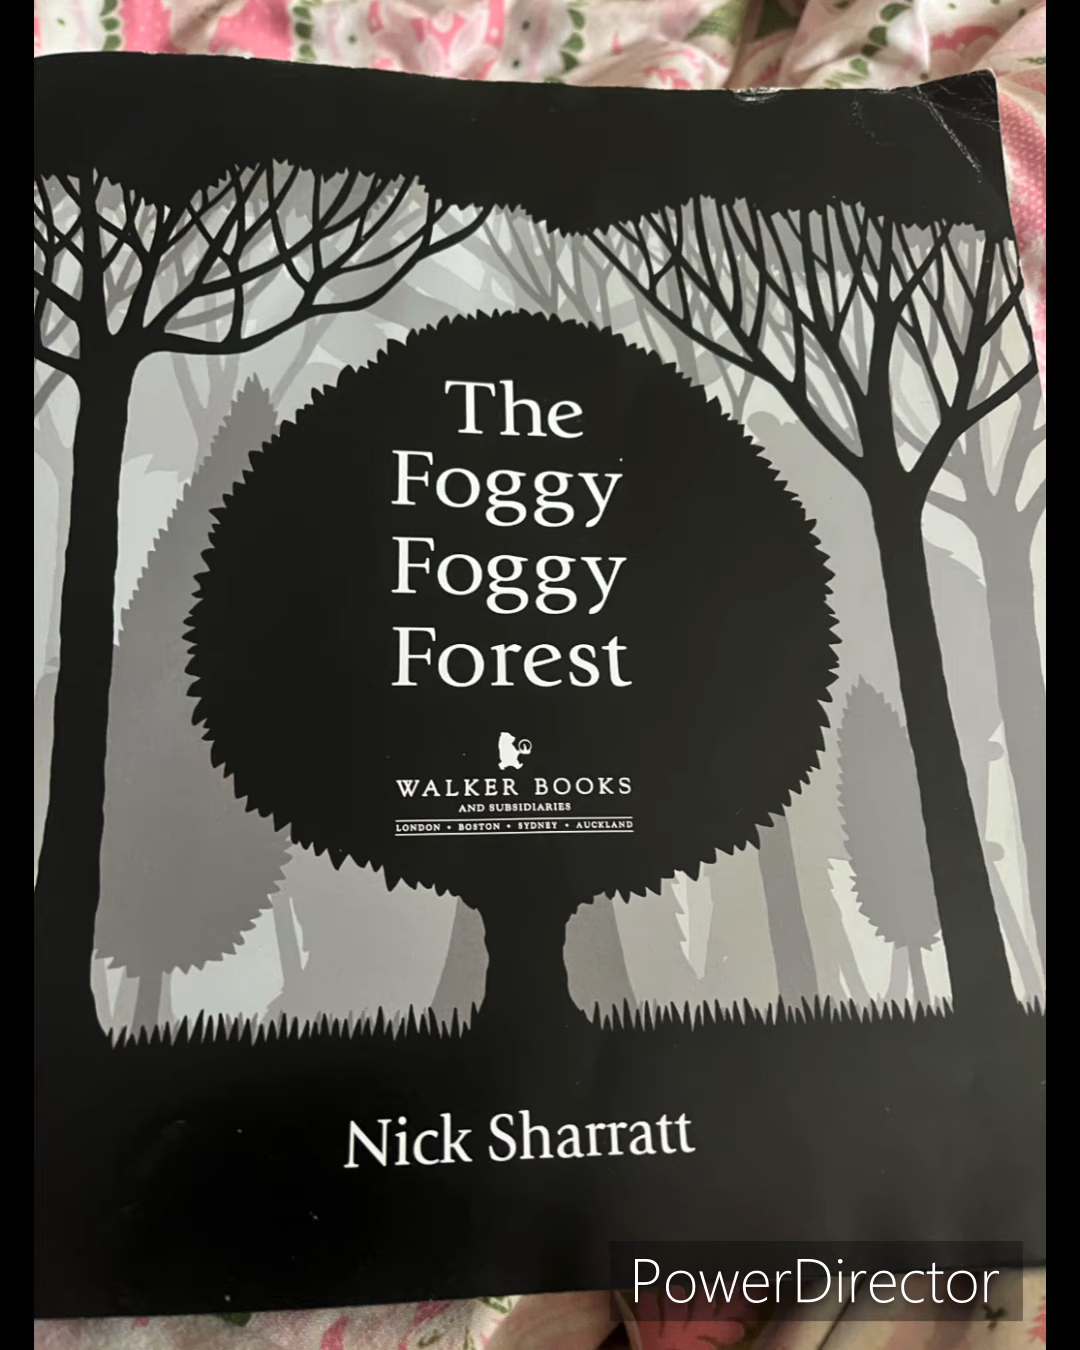 The
Foggy
Foggy
Forest
WALKER BOOKS
AND SUBSIDIARIES
LONDON • BOSTON • SYDNEY • AUCKLAND
Nick Sharratt
PowerDirector